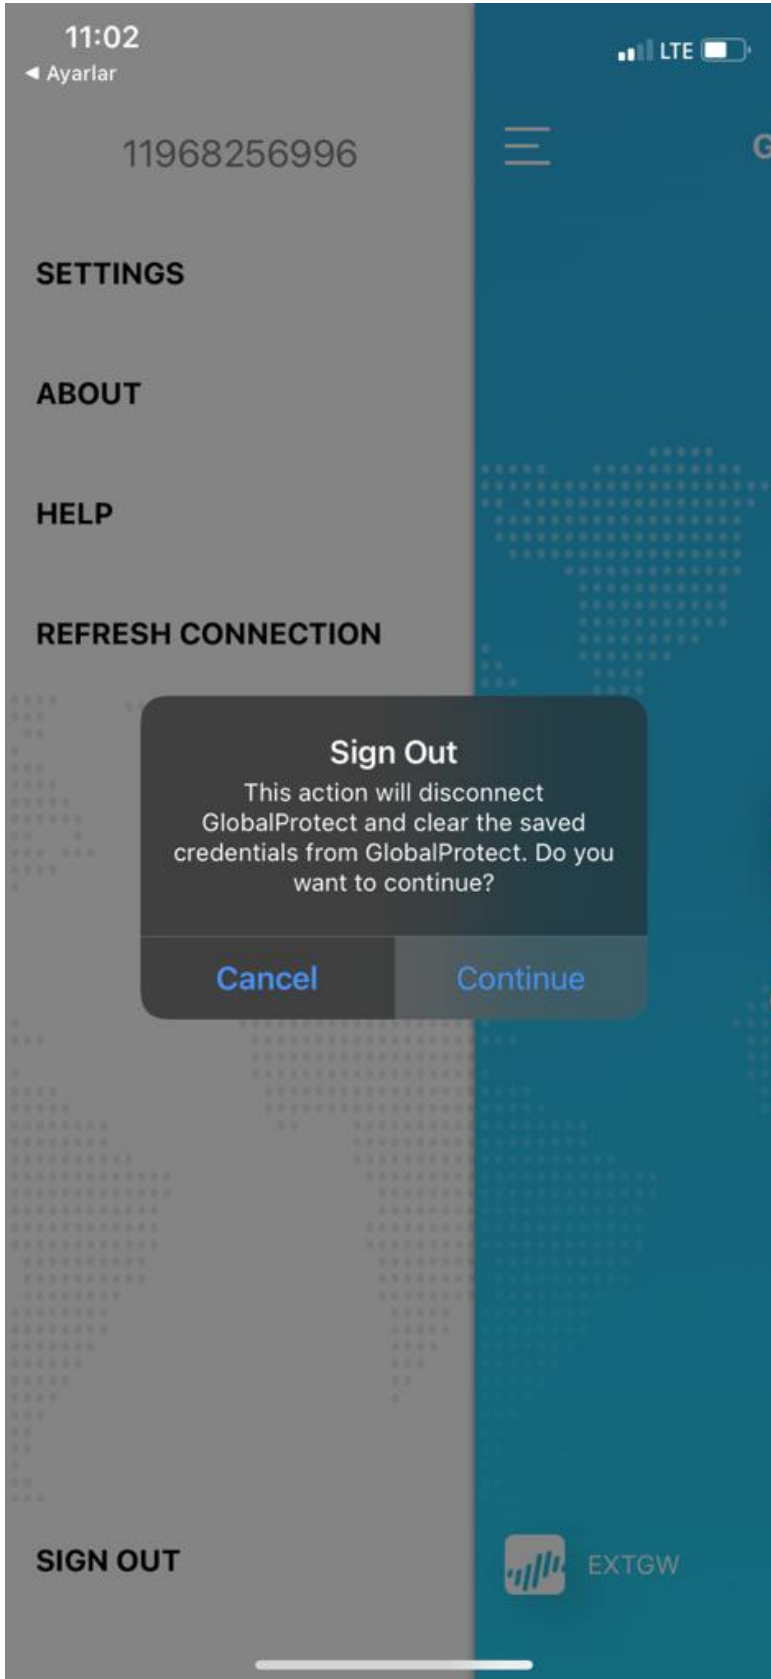 11:02
LTE
◀ Ayarlar
11968256996
G
SETTINGS
ABOUT
HELP
REFRESH CONNECTION
Sign Out
This action will disconnect
GlobalProtect and clear the saved
credentials from GlobalProtect. Do you
want to continue?
Cancel
Continue
SIGN OUT
EXTGW